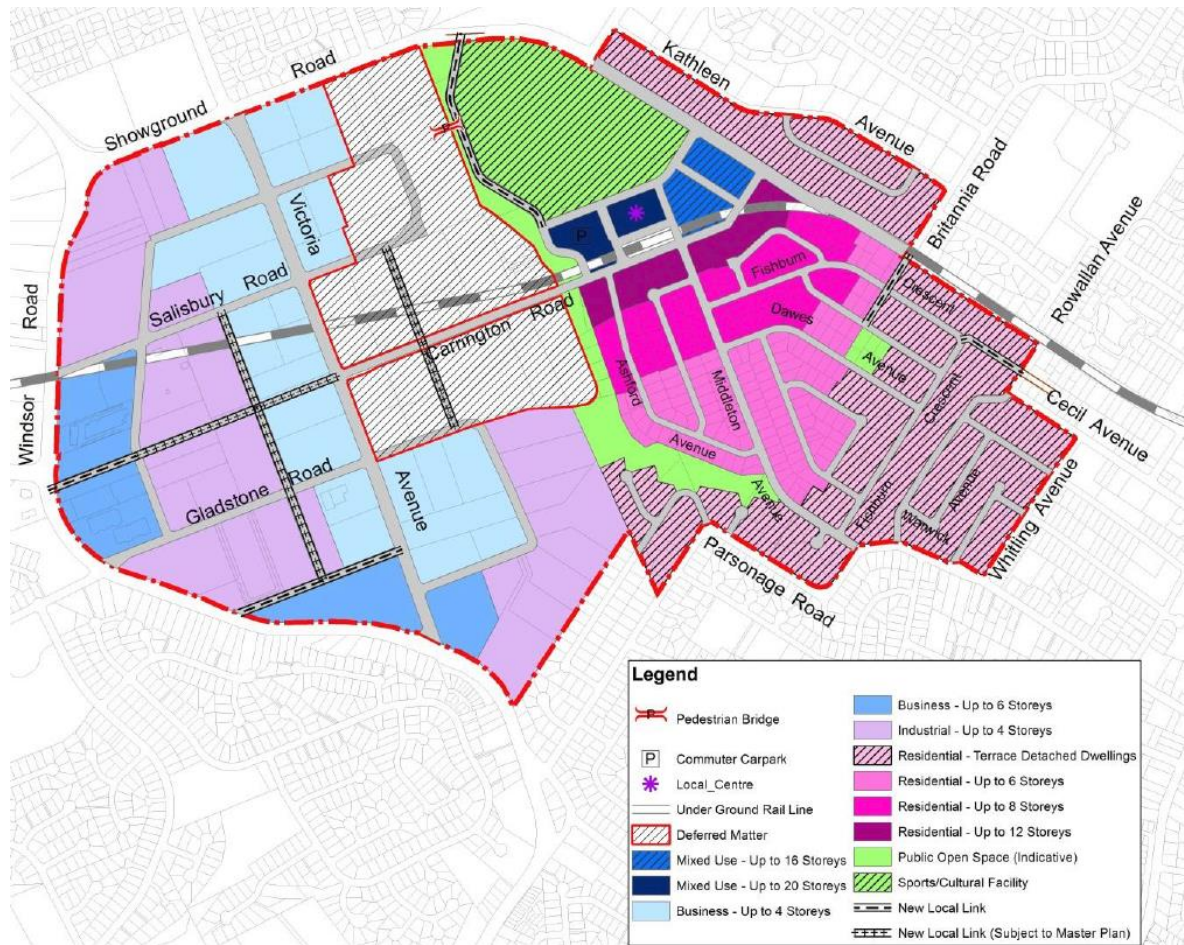 Showground Road
Kathleen Avenue
Britannia Road
Rowallan Avenue
P
Victoria
P
Fishburn Crescent
Salisbury Road
Windsor Road
Carrington Road
Dawes Avenue
Ashford Avenue
Middleton Avenue
Crescent
Fishburn
Cecil Avenue
Gladstone Road
Avenue
Warwick Avenue
Whitling Avenue
Parsonage Road
Legend
P Pedestrian Bridge
P Commuter Carpark
Local_Centre
Under Ground Rail Line
Deferred Matter
Mixed Use - Up to 16 Storeys
Mixed Use - Up to 20 Storeys
Business - Up to 4 Storeys
Business - Up to 6 Storeys
Industrial - Up to 4 Storeys
Residential - Terrace Detached Dwellings
Residential - Up to 6 Storeys
Residential - Up to 8 Storeys
Residential - Up to 12 Storeys
Public Open Space (Indicative)
Sports/Cultural Facility
New Local Link
New Local Link (Subject to Master Plan)